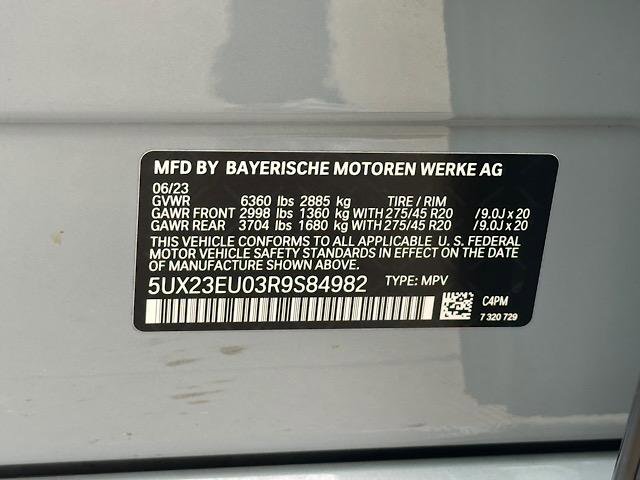 MFD BY BAYERISCHE MOTOREN WERKE AG
06/23
GVWR 6360 lbs 2885 kg TIRE / RIM
GAWR FRONT 2998 lbs 1360 kg WITH 275/45 R20 / 9.0J x 20
GAWR REAR 3704 lbs 1680 kg WITH 275/45 R20 / 9.0J x 20
THIS VEHICLE CONFORMS TO ALL APPLICABLE U. S. FEDERAL
MOTOR VEHICLE SAFETY STANDARDS IN EFFECT ON THE DATE
OF MANUFACTURE SHOWN ABOVE.
5UX23EU03R9S84982 TYPE: MPV
C4PM
7 320 729